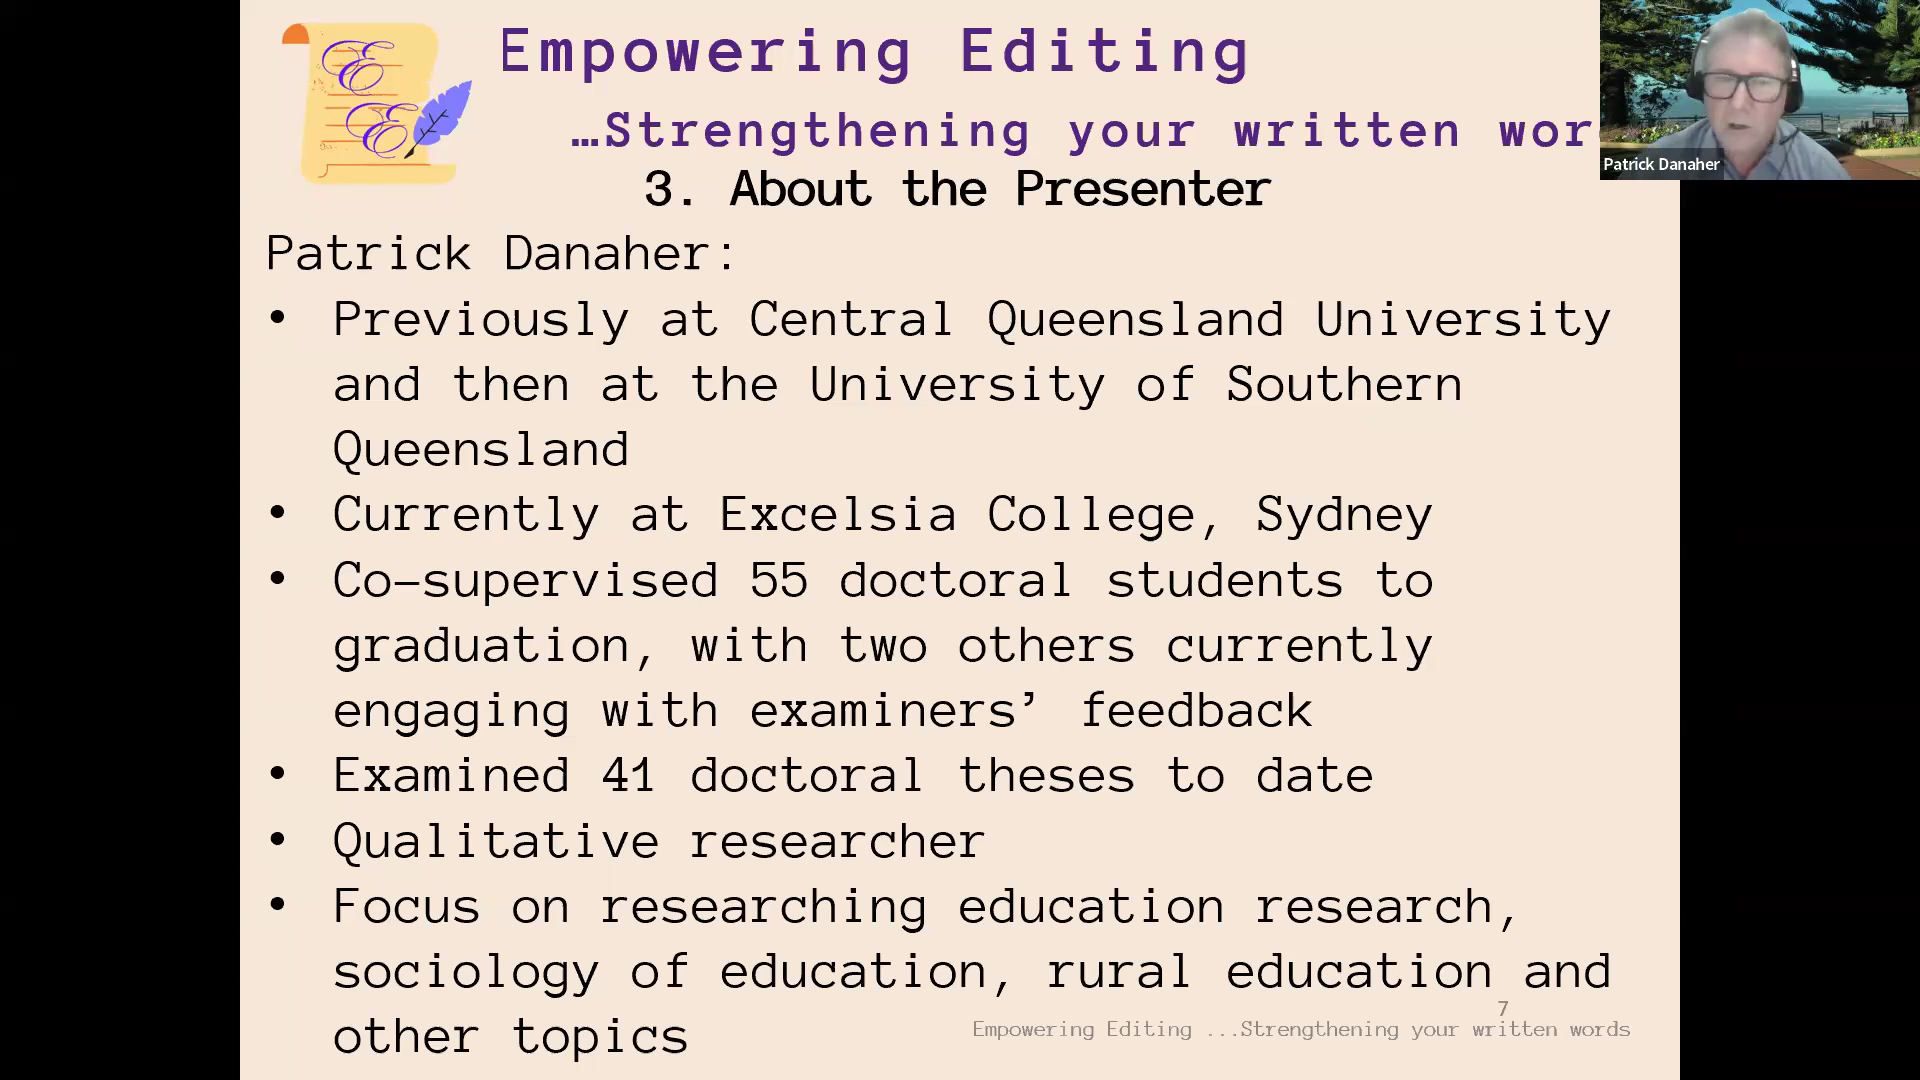 EE
EE
Empowering Editing
…Strengthening your written wor
Patrick Danaher
3. About the Presenter
Patrick Danaher:
• Previously at Central Queensland University
and then at the University of Southern
Queensland
• Currently at Excelsia College, Sydney
• Co-supervised 55 doctoral students to
graduation, with two others currently
engaging with examiners’ feedback
• Examined 41 doctoral theses to date
• Qualitative researcher
• Focus on researching education research,
sociology of education, rural education and
other topics
7
Empowering Editing ...Strengthening your written words